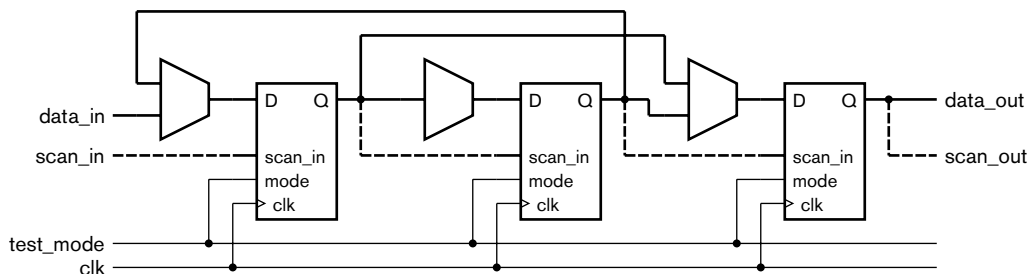 D Q D Q D Q
data_in data_out
scan_in scan_in scan_in scan_in scan_out
mode mode mode
clk clk clk
test_mode
clk